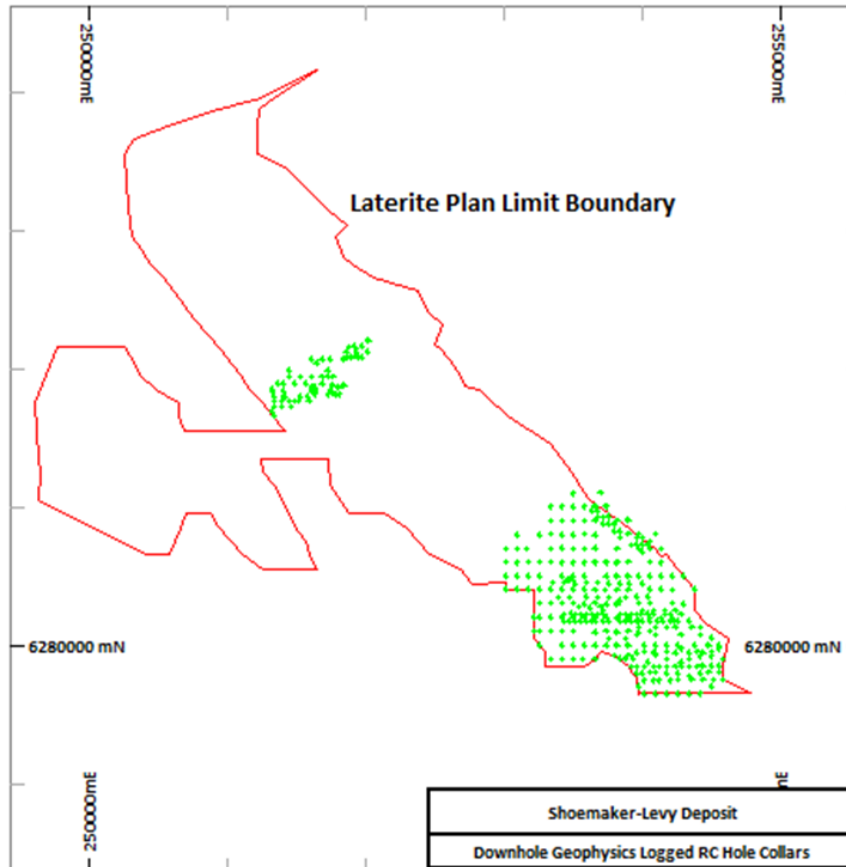 250000mE
255000mE
Laterite Plan Limit Boundary
6280000 mN
6280000 mN
250000mE
mE
Shoemaker-Levy Deposit
Downhole Geophysics Logged RC Hole Collars